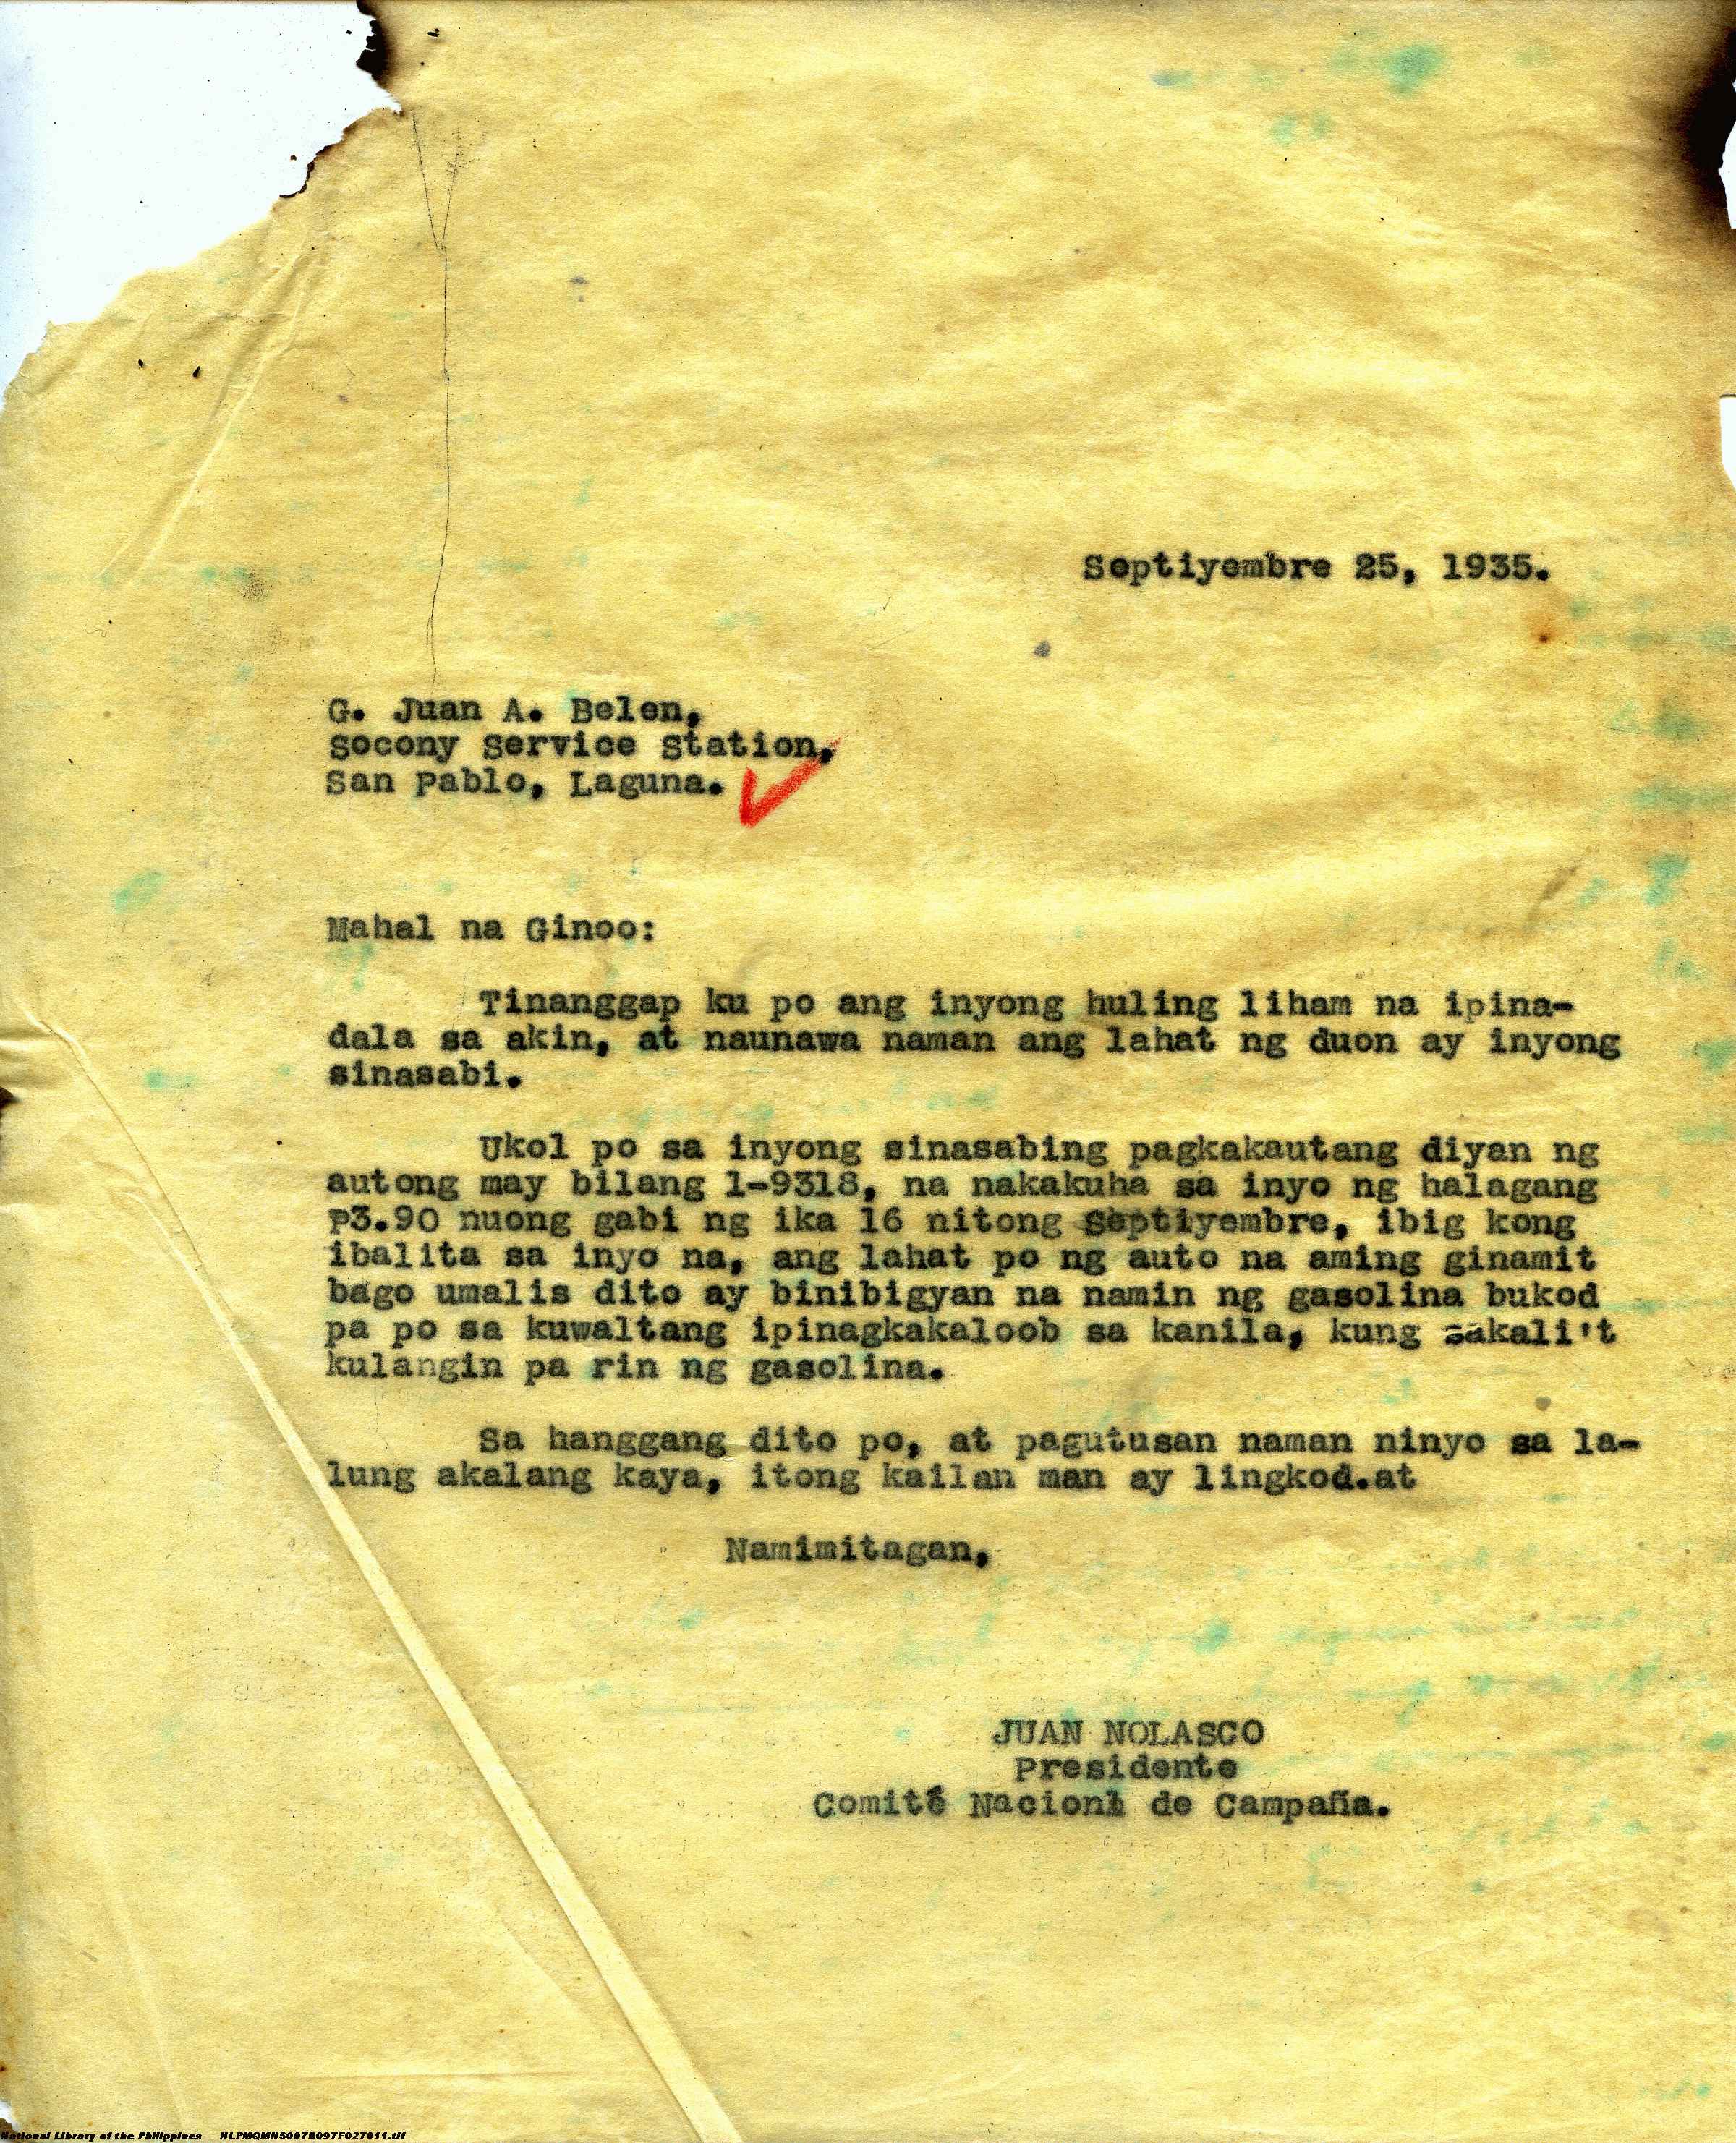 Septiyembre 25, 1935.
G. Juan A. Belen,
Socony Service Station,
San Pablo, Laguna.
Mahal na Ginoo:
Tinanggap ku po ang inyong huling liham na ipina-
dala sa akin, at naunawa naman ang lahat ng duon ay inyong
sinasabi.
Ukol po sa inyong sinasabing pagkakautang diyan ng
autong may bilang 1-9318, na nakakuha sa inyo ng halagang
₱3.90 nuong gabi ng ika 16 nitong Septiyembre, ibig kong
ibalita sa inyo na, ang lahat po ng auto na aming ginamit
bago umalis dito ay binibigyan na namin ng gasolina bukod
pa po sa kuwaltang ipinagkakaloob sa kanila, kung sakali't
kulangin pa rin ng gasolina.
Sa hanggang dito po, at pagutusan naman ninyo sa la-
lung akalang kaya, itong kailan man ay lingkod.at
Namimitagan,
JUAN NOLASCO
Presidente
Comité Nacionl de Campaña.
National Library of the Philippines NLPMQMNS007B097F027011.tif